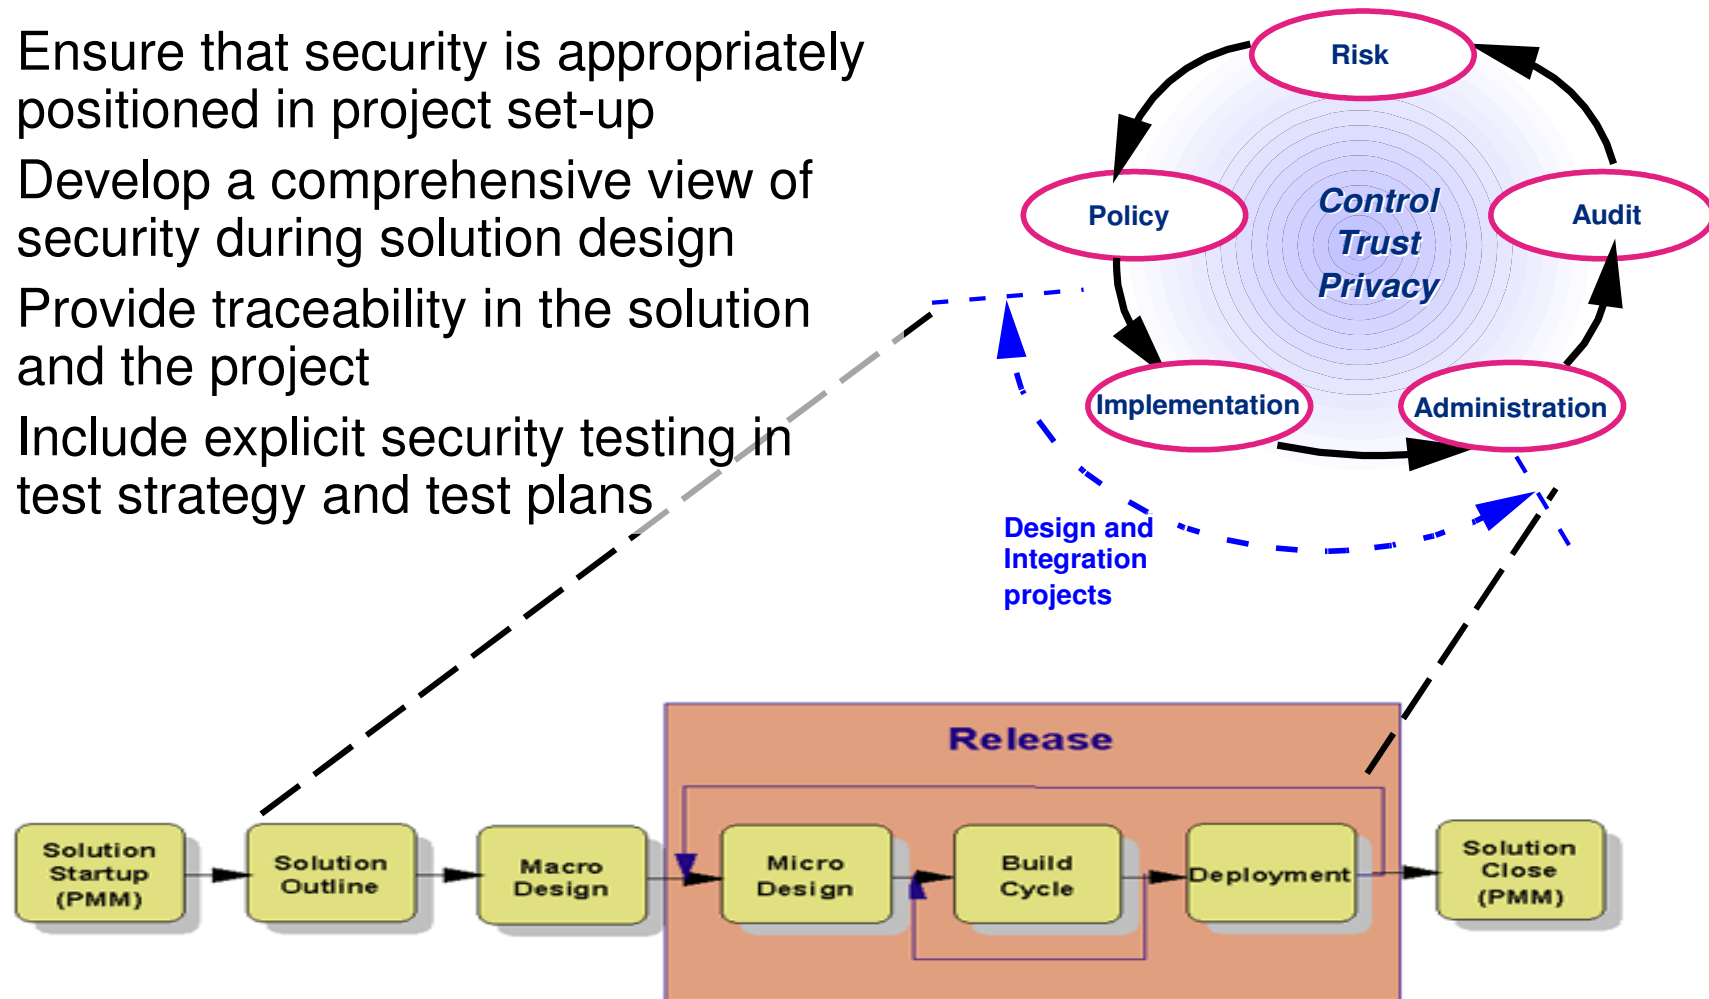 Ensure that security is appropriately
positioned in project set-up
Develop a comprehensive view of
security during solution design
Provide traceability in the solution
and the project
Include explicit security testing in
test strategy and test plans
Risk
Policy
Control
Trust
Privacy
Audit
Implementation
Administration
Design and
Integration
projects
Release
Solution
Startup
(PMM)
Solution
Outline
Macro
Design
Micro
Design
Build
Cycle
Deployment
Solution
Close
(PMM)